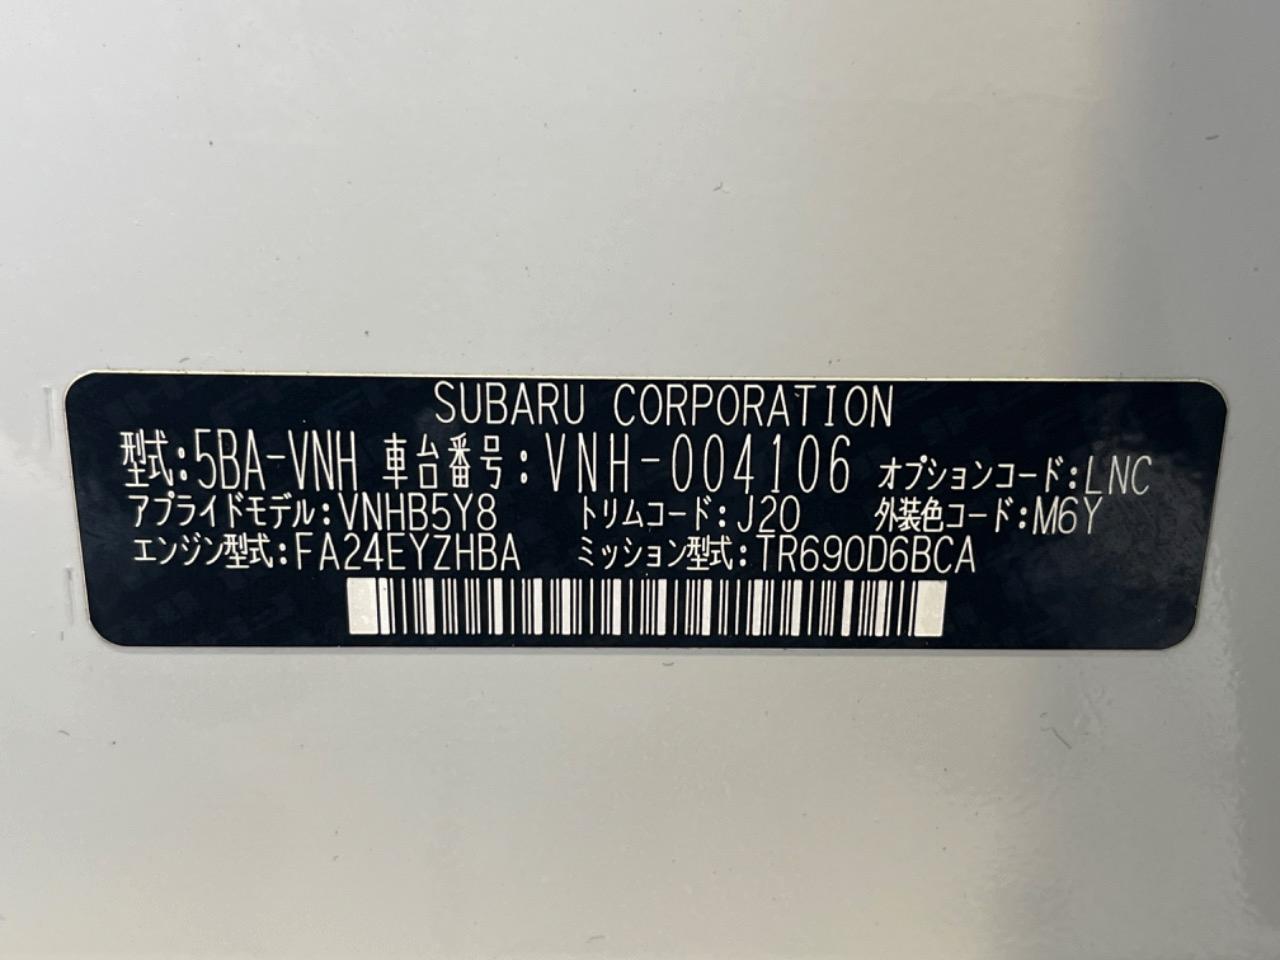 SUBARU CORPORATION
型式:5BA-VNH 車台番号:VNH-004106 オプションコード:LNC
アプライドモデル:VNHB5Y8 トリムコード:J20 外装色コード:M6Y
エンジン型式:FA24EYZHBA ミッション型式:TR690D6BCA